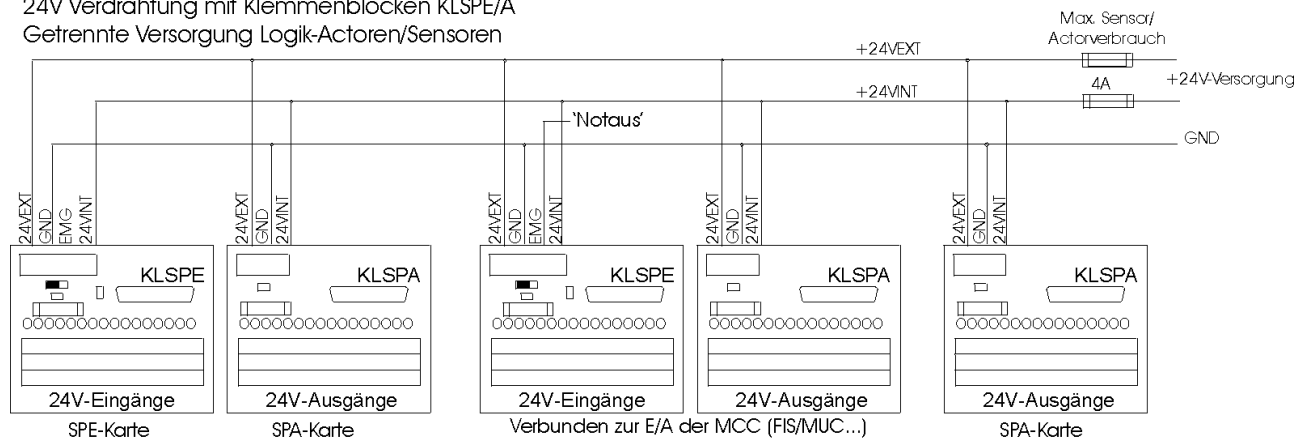 24V Verdrahtung mit Klemmenblöcken KLSPE/A
Getrennte Versorgung Logik-Actoren/Sensoren
Max. Sensor/
Actorverbrauch
+24VEXT
+24V-Versorgung
4A
+24VINT
'Notaus'
GND
24VEXT
GND
EMG
24VINT
24VEXT
GND
24VINT
24VEXT
GND
EMG
24VINT
24VEXT
GND
24VINT
24VEXT
GND
24VINT
KLSPE
KLSPA
KLSPE
KLSPA
KLSPA
24V-Eingänge
24V-Ausgänge
24V-Eingänge
24V-Ausgänge
24V-Ausgänge
SPE-Karte
SPA-Karte
Verbunden zur E/A der MCC (FIS/MUC...)
SPA-Karte